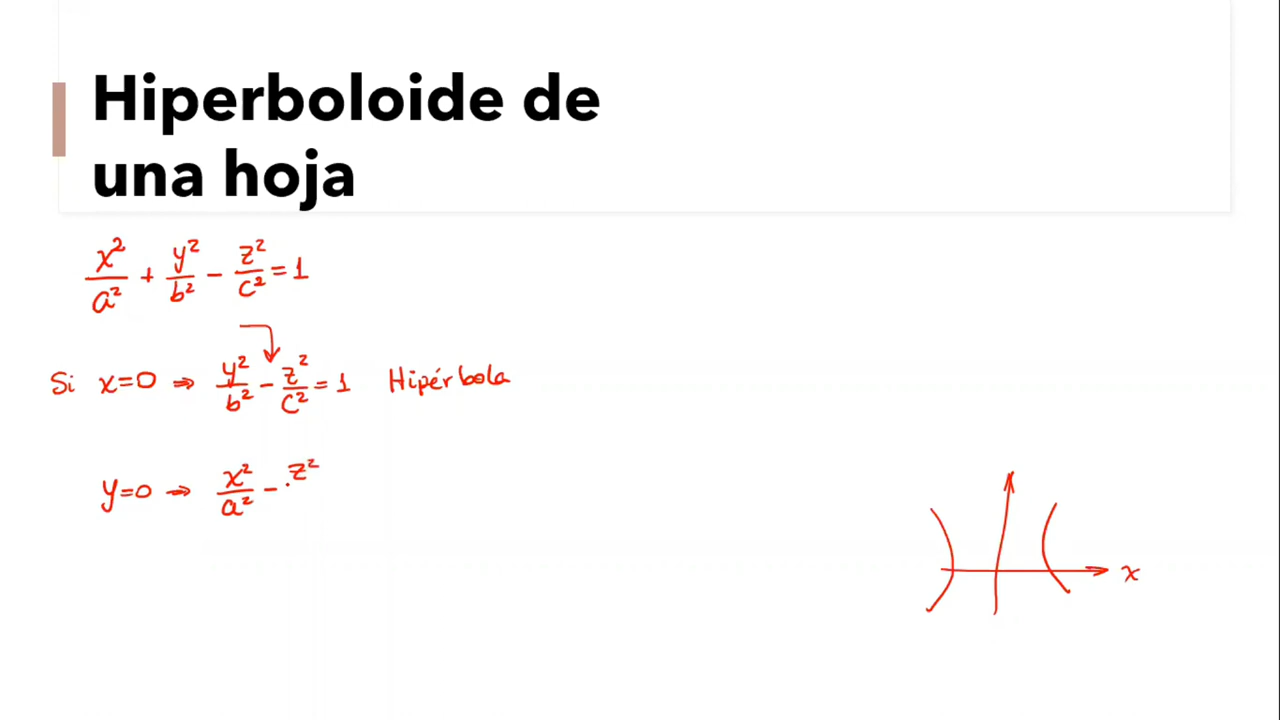 Hiperboloide de
una hoja
x²/a² + y²/b² - z²/c² = 1
Si x=0 ⇒ y²/b² - z²/c² = 1 Hipérbola
y=0 ⇒ x²/a² - z²
x